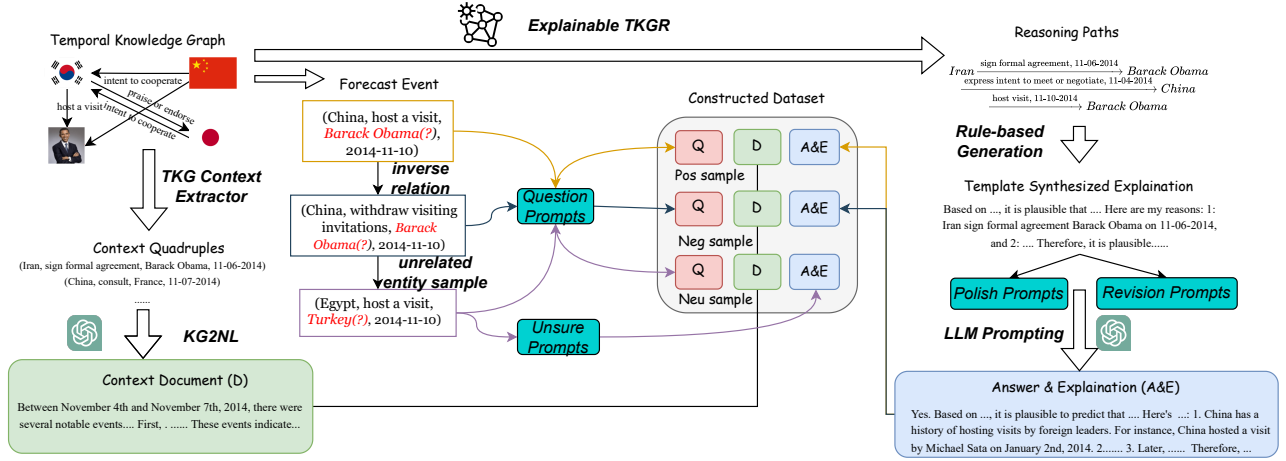 Explainable TKGR
Temporal Knowledge Graph
intent to cooperate
praise or endorse
intent to cooperate
host a visit
TKG Context
Extractor
Context Quadruples
(Iran, sign formal agreement, Barack Obama, 11-06-2014)
(China, consult, France, 11-07-2014)
......
KG2NL
Context Document (D)
Between November 4th and November 7th, 2014, there were
several notable events.... First, . ...... These events indicate...
Forecast Event
(China, host a visit,
Barack Obama(?),
2014-11-10)
inverse
relation
(China, withdraw visiting
invitations, Barack
Obama(?), 2014-11-10)
unrelated
entity sample
(Egypt, host a visit,
Turkey(?), 2014-11-10)
Question
Prompts
Unsure
Prompts
Constructed Dataset
Q D A&E
Pos sample
Q D A&E
Neg sample
Q D A&E
Neu sample
Reasoning Paths
sign formal agreement, 11-06-2014
Iran Barack Obama
express intent to meet or negotiate, 11-04-2014
China
host visit, 11-10-2014
Barack Obama
Rule-based
Generation
Template Synthesized Explaination
Based on ..., it is plausible that .... Here are my reasons: 1:
Iran sign formal agreement Barack Obama on 11-06-2014,
and 2: .... Therefore, it is plausible......
Polish Prompts
Revision Prompts
LLM Prompting
Answer & Explaination (A&E)
Yes. Based on ..., it is plausible to predict that .... Here's ...: 1. China has a
history of hosting visits by foreign leaders. For instance, China hosted a visit
by Michael Sata on January 2nd, 2014. 2...... 3. Later, ...... Therefore, ...